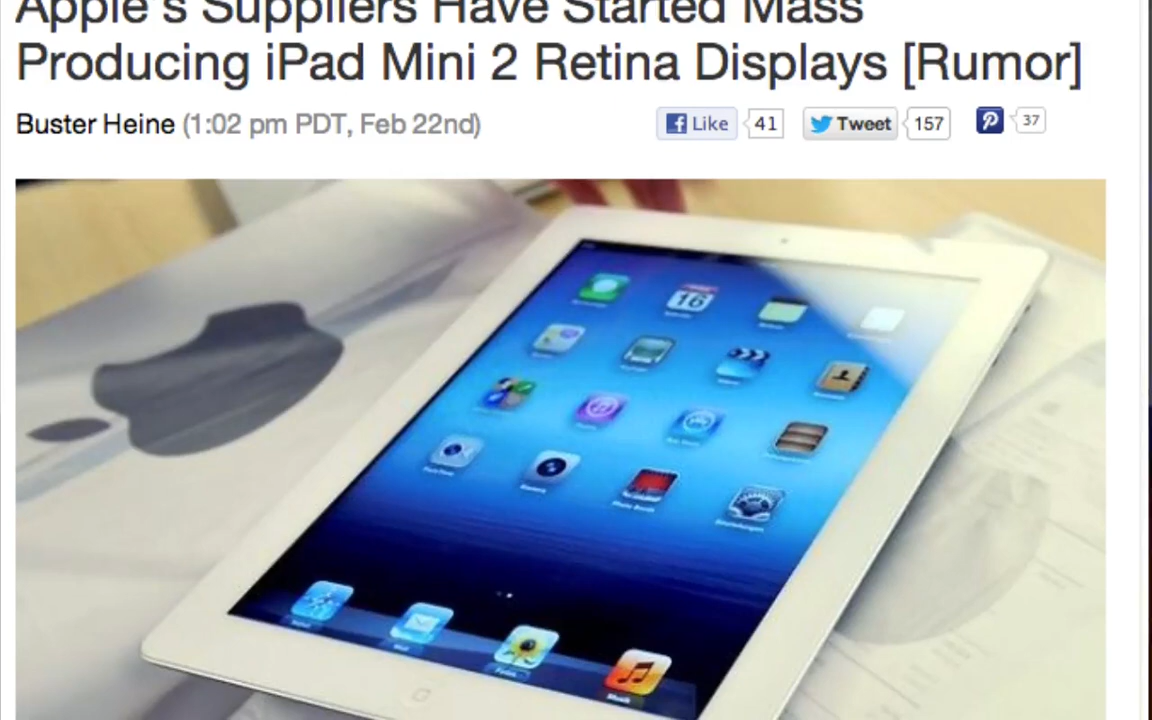 Apple's Suppliers Have Started Mass
Producing iPad Mini 2 Retina Displays [Rumor]
Buster Heine (1:02 pm PDT, Feb 22nd)
Like 41 Tweet 157 37
16